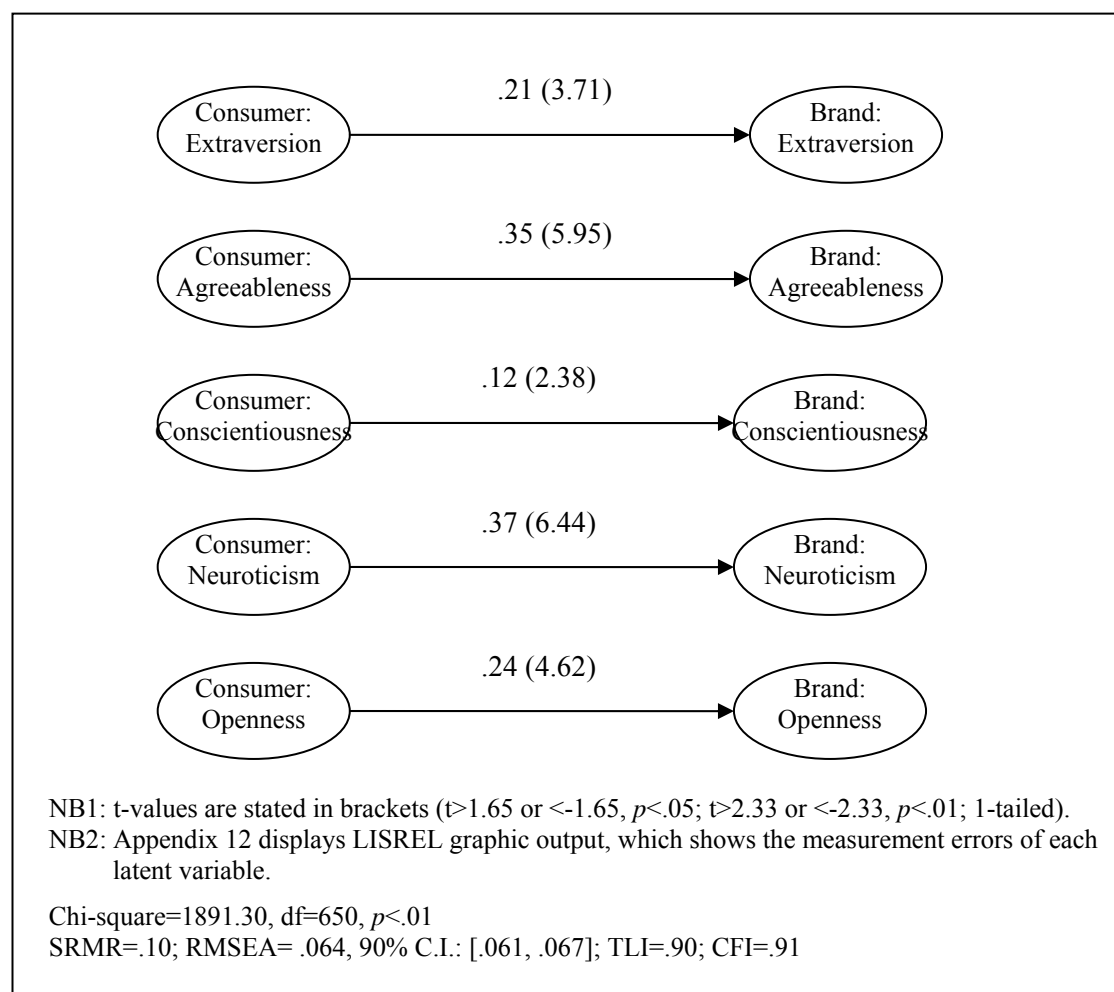 .21 (3.71)
Consumer:
Extraversion
Brand:
Extraversion
.35 (5.95)
Consumer:
Agreeableness
Brand:
Agreeableness
.12 (2.38)
Consumer:
Conscientiousness
Brand:
Conscientiousness
.37 (6.44)
Consumer:
Neuroticism
Brand:
Neuroticism
.24 (4.62)
Consumer:
Openness
Brand:
Openness
NB1: t-values are stated in brackets (t>1.65 or <-1.65, p<.05; t>2.33 or <-2.33, p<.01; 1-tailed).
NB2: Appendix 12 displays LISREL graphic output, which shows the measurement errors of each
latent variable.
Chi-square=1891.30, df=650, p<.01
SRMR=.10; RMSEA= .064, 90% C.I.: [.061, .067]; TLI=.90; CFI=.91